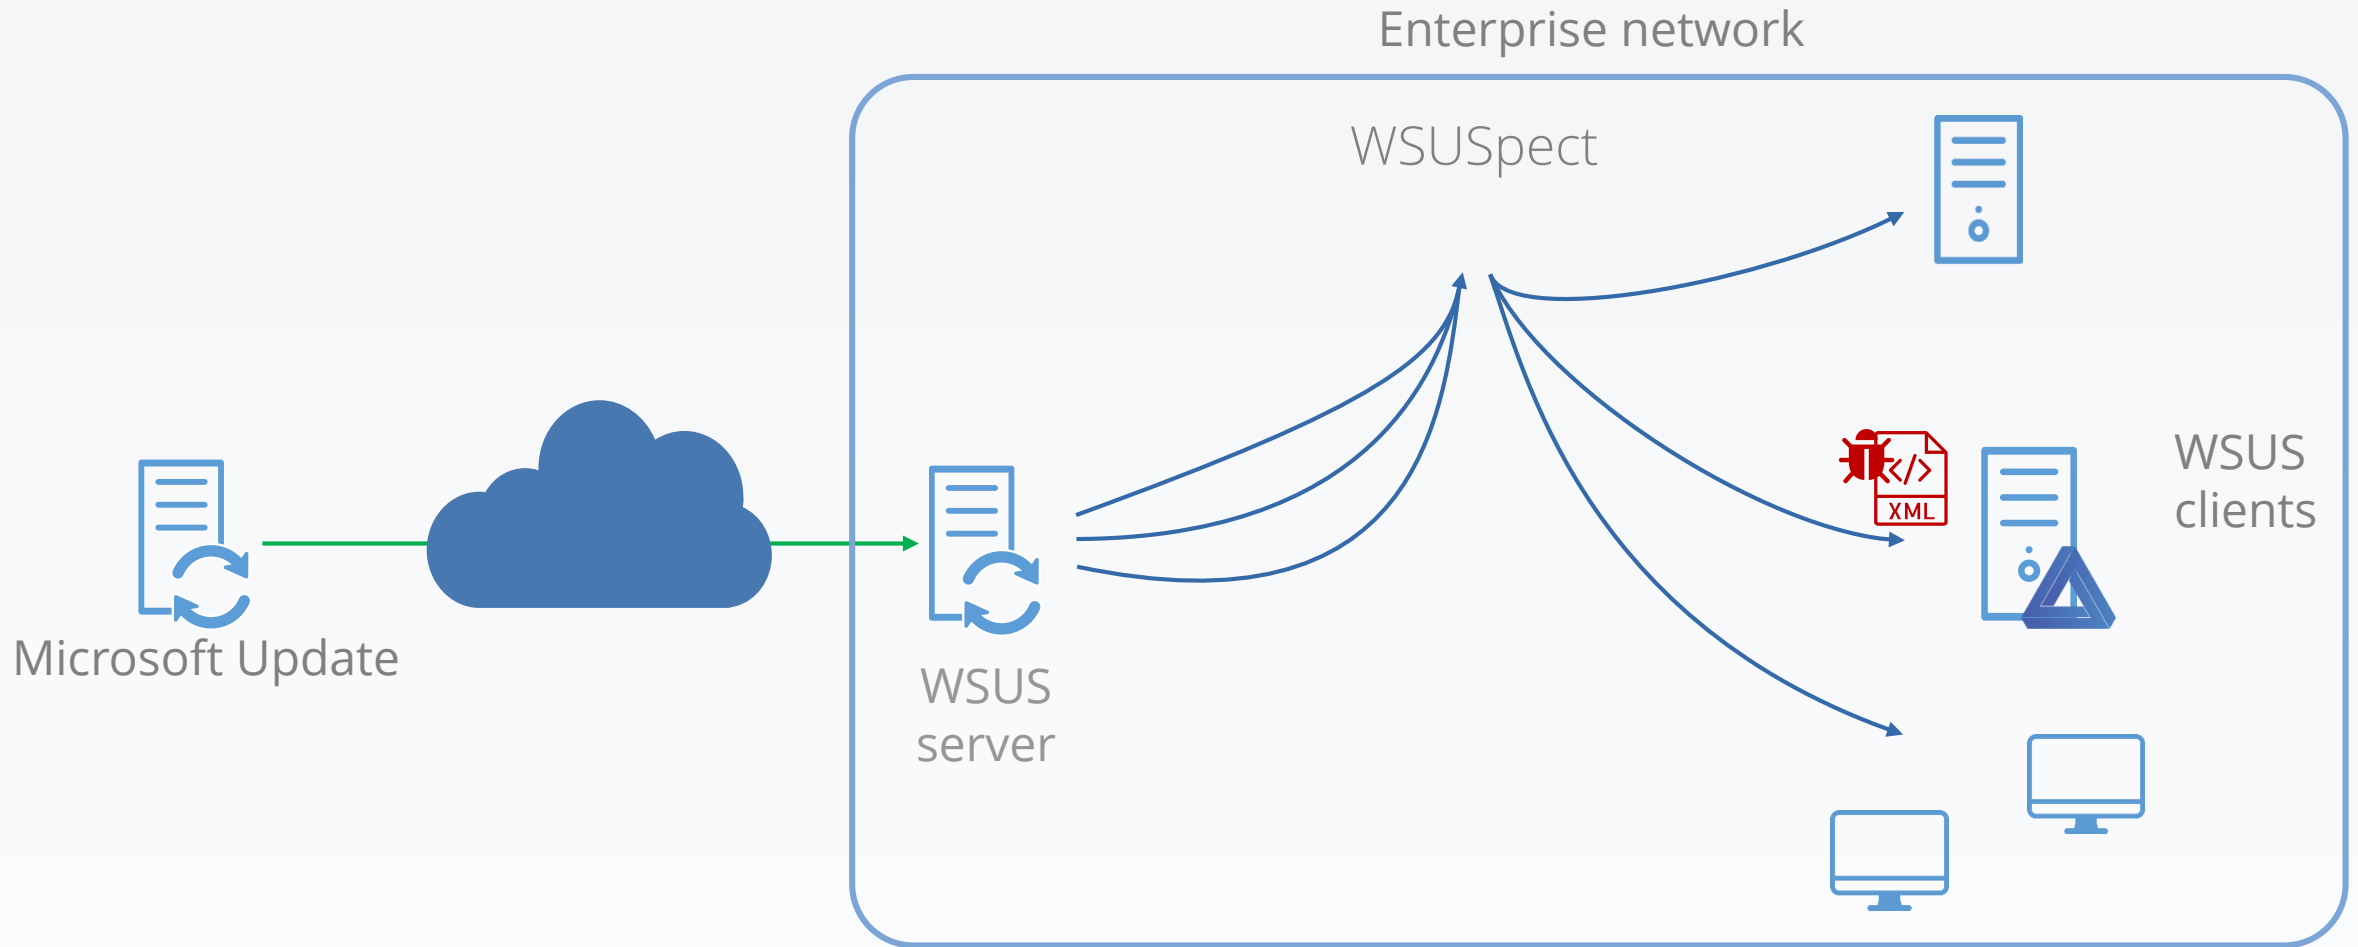 Enterprise network
WSUSpect
WSUS
clients
XML
Microsoft Update
WSUS
server